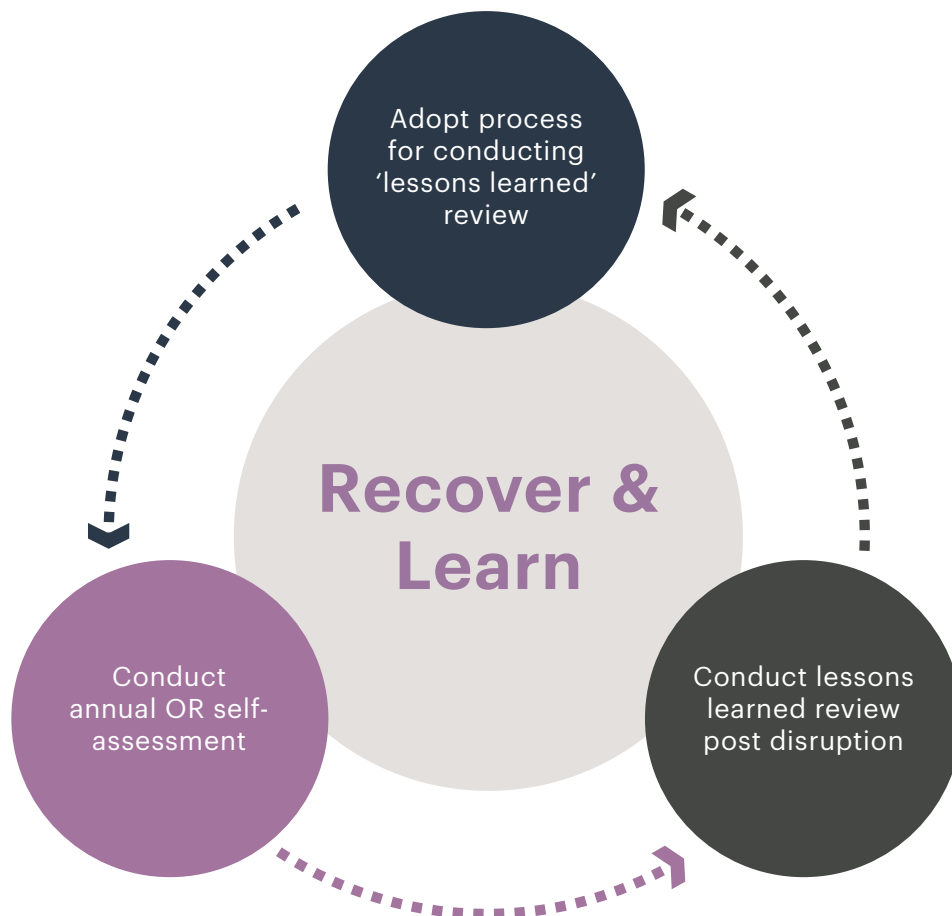 Adopt process
for conducting
‘lessons learned’
review
Recover &
Learn
Conduct
annual OR self-
assessment
Conduct lessons
learned review
post disruption